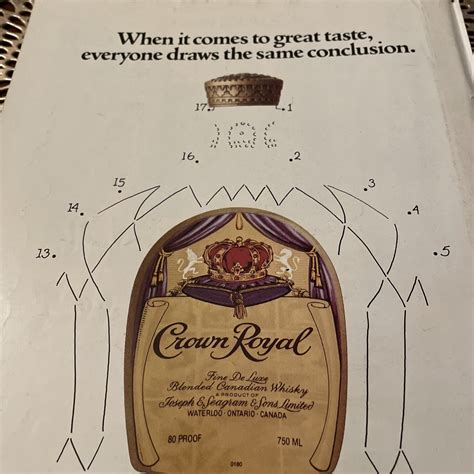 When it comes to great taste,
everyone draws the same conclusion.
17. .1
16. .2
15 3
14. .4
13. .5
Crown Royal
Fine De Luxe
Blended Canadian Whisky
A PRODUCT OF
Joseph E. Seagram & Sons, Limited
WATERLOO · ONTARIO · CANADA
80 PROOF 750 ML
0180